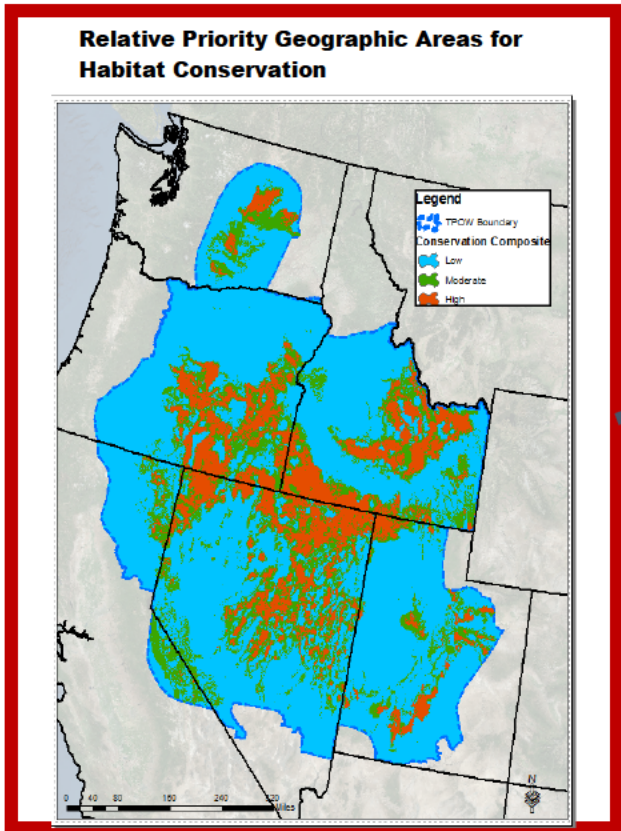 Relative Priority Geographic Areas for
Habitat Conservation
Legend
TPOW Boundary
Conservation Composite
Low
Moderate
High
N
0 40 80 160 240 320
Miles